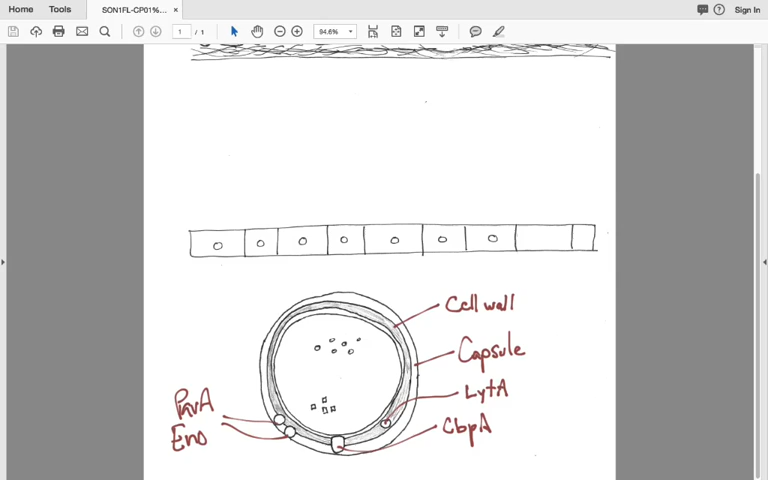 Home
Tools
SON1FL-CP01%... ×
Sign In
1 / 1
94.6%
Cell wall
Capsule
LytA
CbpA
PavA
Eno